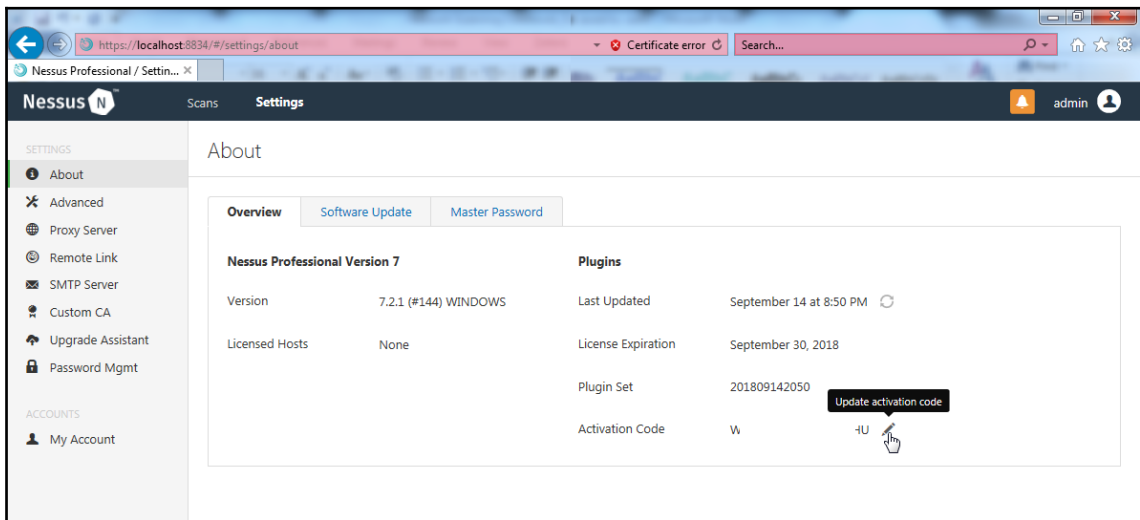 https://localhost:8834/#/settings/about Certificate error Search...
Nessus Professional / Settin...
Nessus N ™ Scans Settings admin
SETTINGS
About
Advanced
Proxy Server
Remote Link
SMTP Server
Custom CA
Upgrade Assistant
Password Mgmt
ACCOUNTS
My Account
About
Overview Software Update Master Password
Nessus Professional Version 7
Version 7.2.1 (#144) WINDOWS
Licensed Hosts None
Plugins
Last Updated September 14 at 8:50 PM
License Expiration September 30, 2018
Plugin Set 201809142050
Update activation code
Activation Code W HU